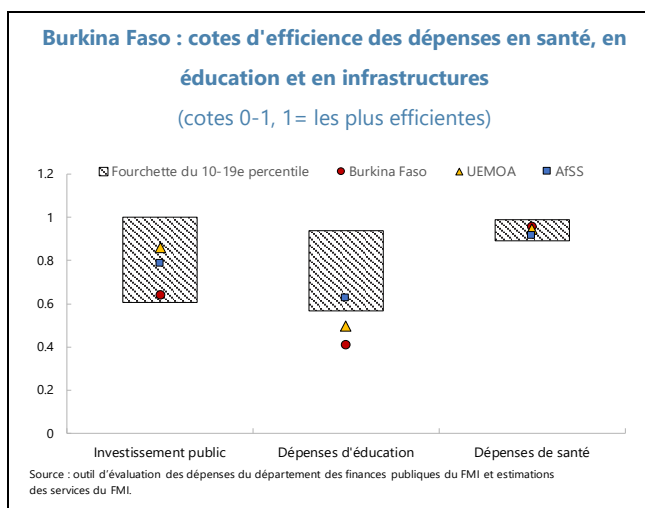 Burkina Faso : cotes d'efficience des dépenses en santé, en
éducation et en infrastructures
(cotes 0-1, 1= les plus efficientes)
1.2
Fourchette du 10-19e percentile
Burkina Faso
UEMOA
AfSS
1
0.8
0.6
0.4
0.2
0
Investissement public
Dépenses d'éducation
Dépenses de santé
Source : outil d'évaluation des dépenses du département des finances publiques du FMI et estimations
des services du FMI.